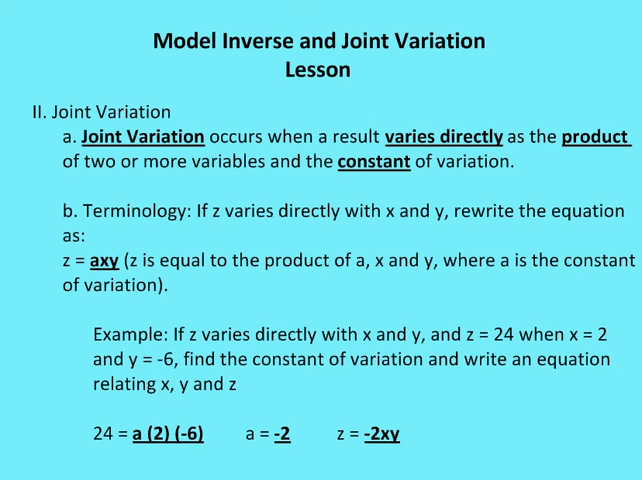 Model Inverse and Joint Variation
Lesson
II. Joint Variation
a. Joint Variation occurs when a result varies directly as the product
of two or more variables and the constant of variation.
b. Terminology: If z varies directly with x and y, rewrite the equation
as:
z = axy (z is equal to the product of a, x and y, where a is the constant
of variation).
Example: If z varies directly with x and y, and z = 24 when x = 2
and y = -6, find the constant of variation and write an equation
relating x, y and z
24 = a (2) (-6) a = -2 z = -2xy